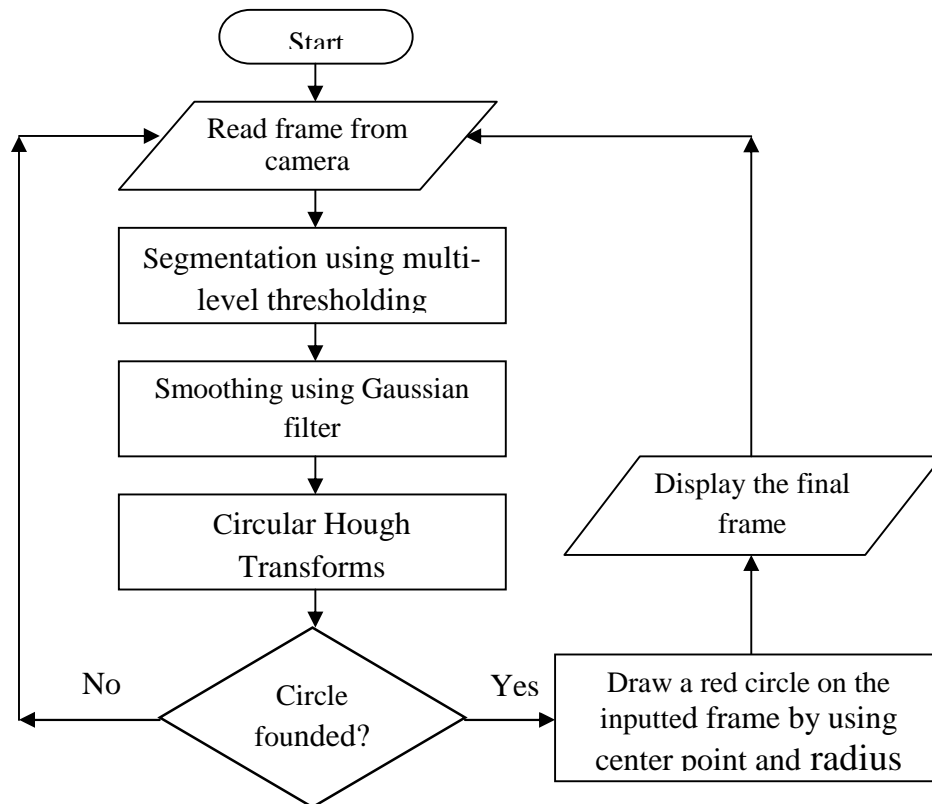 Start
Read frame from
camera
Segmentation using multi-
level thresholding
Smoothing using Gaussian
filter
Circular Hough
Transforms
Circle
founded?
No
Yes
Draw a red circle on the
inputted frame by using
center point and radius
Display the final
frame